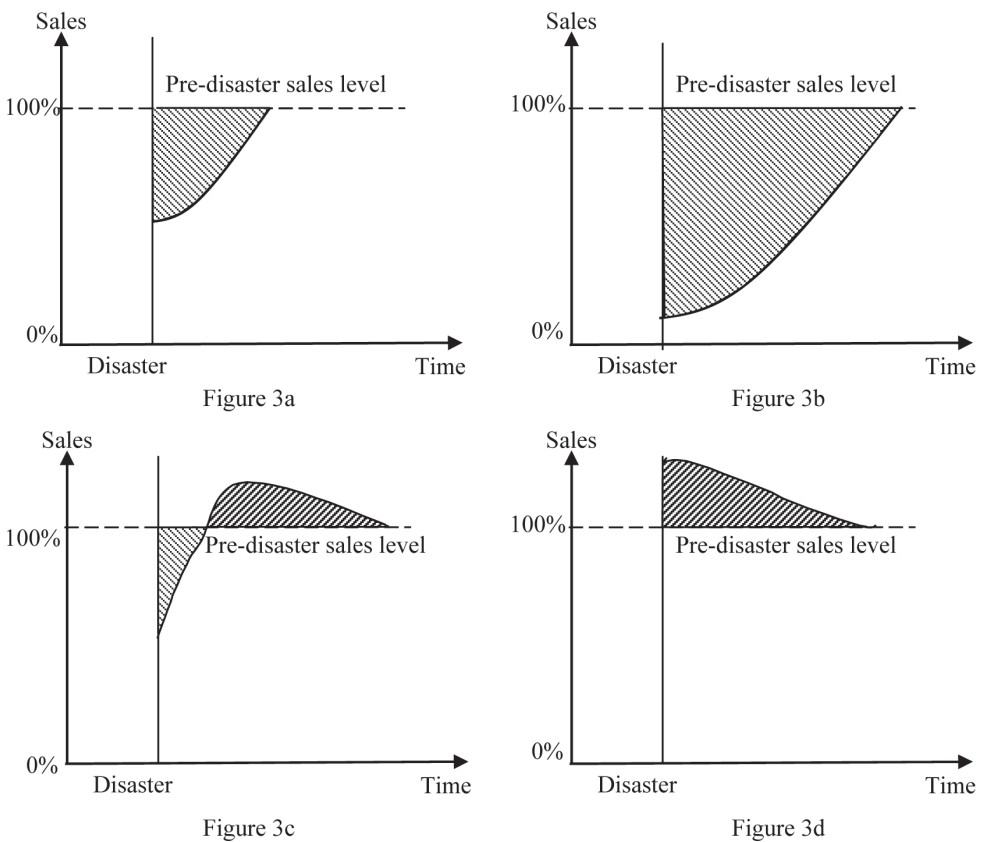 Sales
Pre-disaster sales level
100%
0%
Disaster
Time
Figure 3a
Sales
Pre-disaster sales level
100%
0%
Disaster
Time
Figure 3b
Sales
100%
Pre-disaster sales level
0%
Disaster
Time
Figure 3c
Sales
100%
Pre-disaster sales level
0%
Disaster
Time
Figure 3d